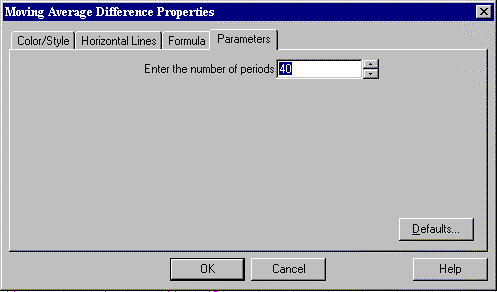 Moving Average Difference Properties
Color/Style Horizontal Lines Formula Parameters
Enter the number of periods 40
Defaults...
OK Cancel Help